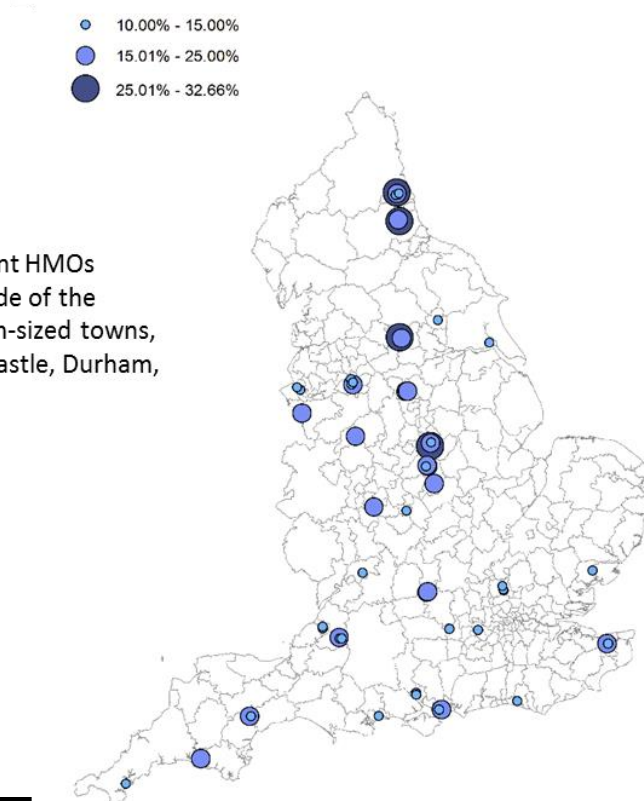 10.00% - 15.00%
15.01% - 25.00%
25.01% - 32.66%
nt HMOs
de of the
n-sized towns,
astle, Durham,